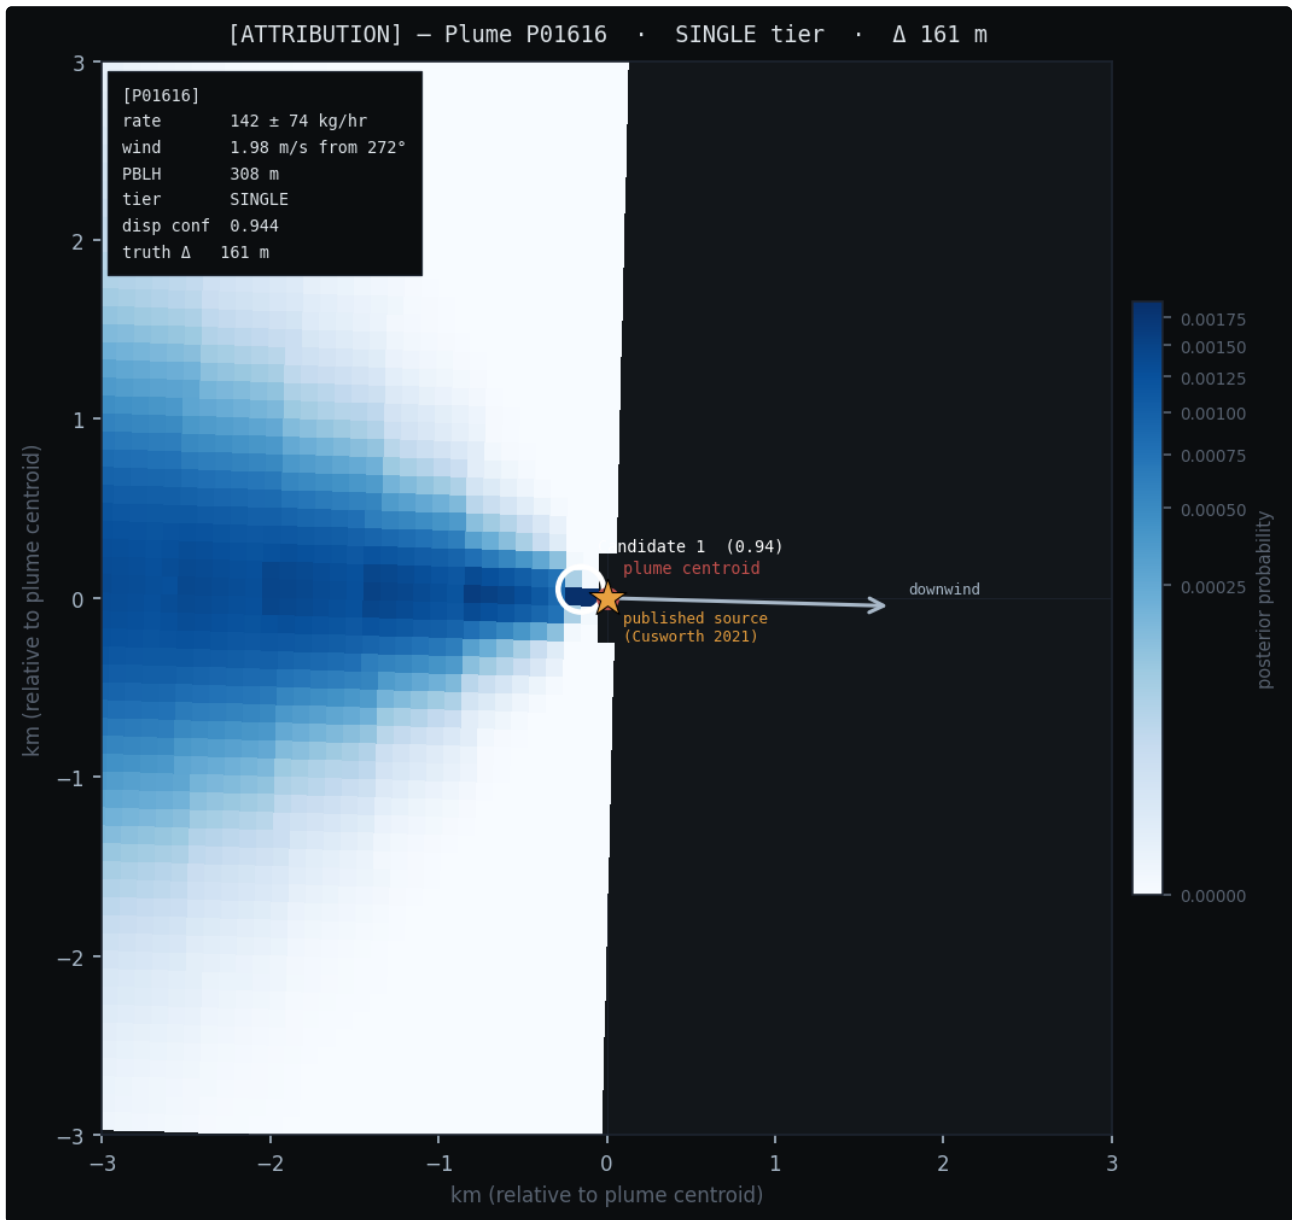 [ATTRIBUTION] — Plume P01616 · SINGLE tier · Δ 161 m
[P01616]
rate 142 ± 74 kg/hr
wind 1.98 m/s from 272°
PBLH 308 m
tier SINGLE
disp conf 0.944
truth Δ 161 m
3
2
1
0
−1
−2
−3
km (relative to plume centroid)
ndidate 1 (0.94)
plume centroid
downwind
published source
(Cusworth 2021)
−3
−2
−1
0
1
2
3
km (relative to plume centroid)
0.00175
0.00150
0.00125
0.00100
0.00075
0.00050
0.00025
0.00000
posterior probability